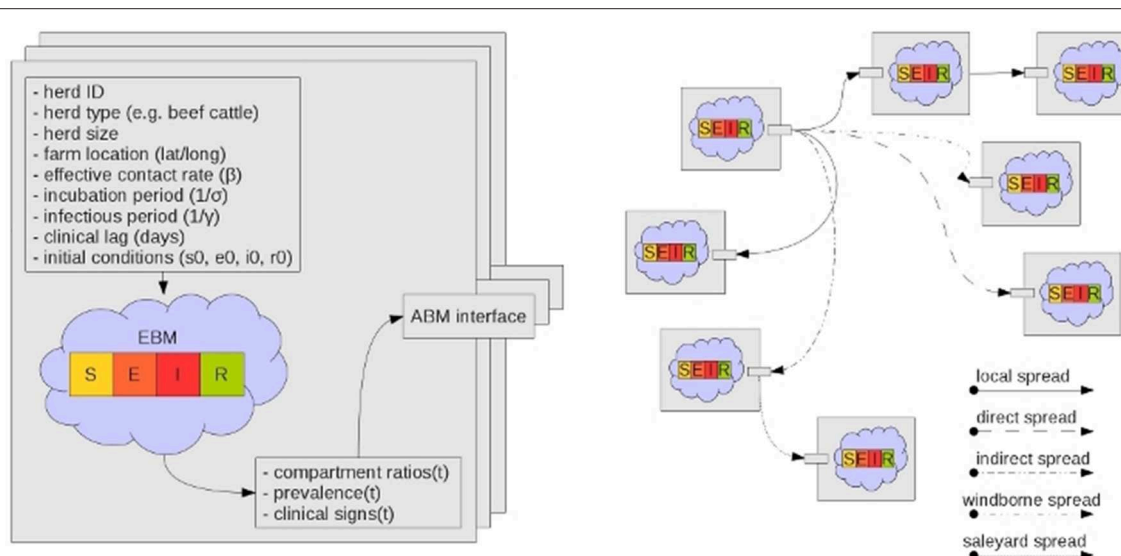 - herd ID
- herd type (e.g. beef cattle)
- herd size
- farm location (lat/long)
- effective contact rate (β)
- incubation period (1/σ)
- infectious period (1/γ)
- clinical lag (days)
- initial conditions (s0, e0, i0, r0)
EBM
S E I R
ABM interface
- compartment ratios(t)
- prevalence(t)
- clinical signs(t)
SEIR
SEIR
SEIR
SEIR
SEIR
SEIR
SEIR
SEIR
local spread
direct spread
indirect spread
windborne spread
saleyard spread